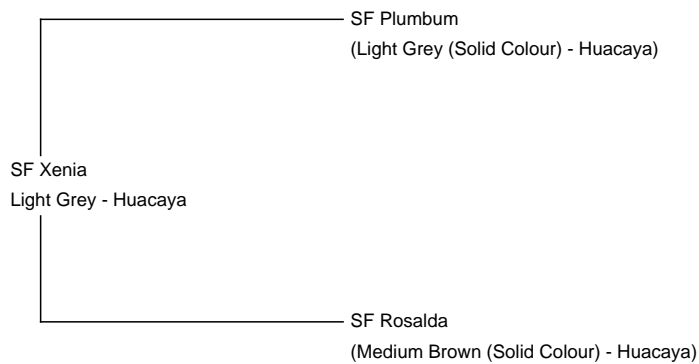 SF Plumbum
(Light Grey (Solid Colour) - Huacaya)
SF Xenia
Light Grey - Huacaya
SF Rosalda
(Medium Brown (Solid Colour) - Huacaya)